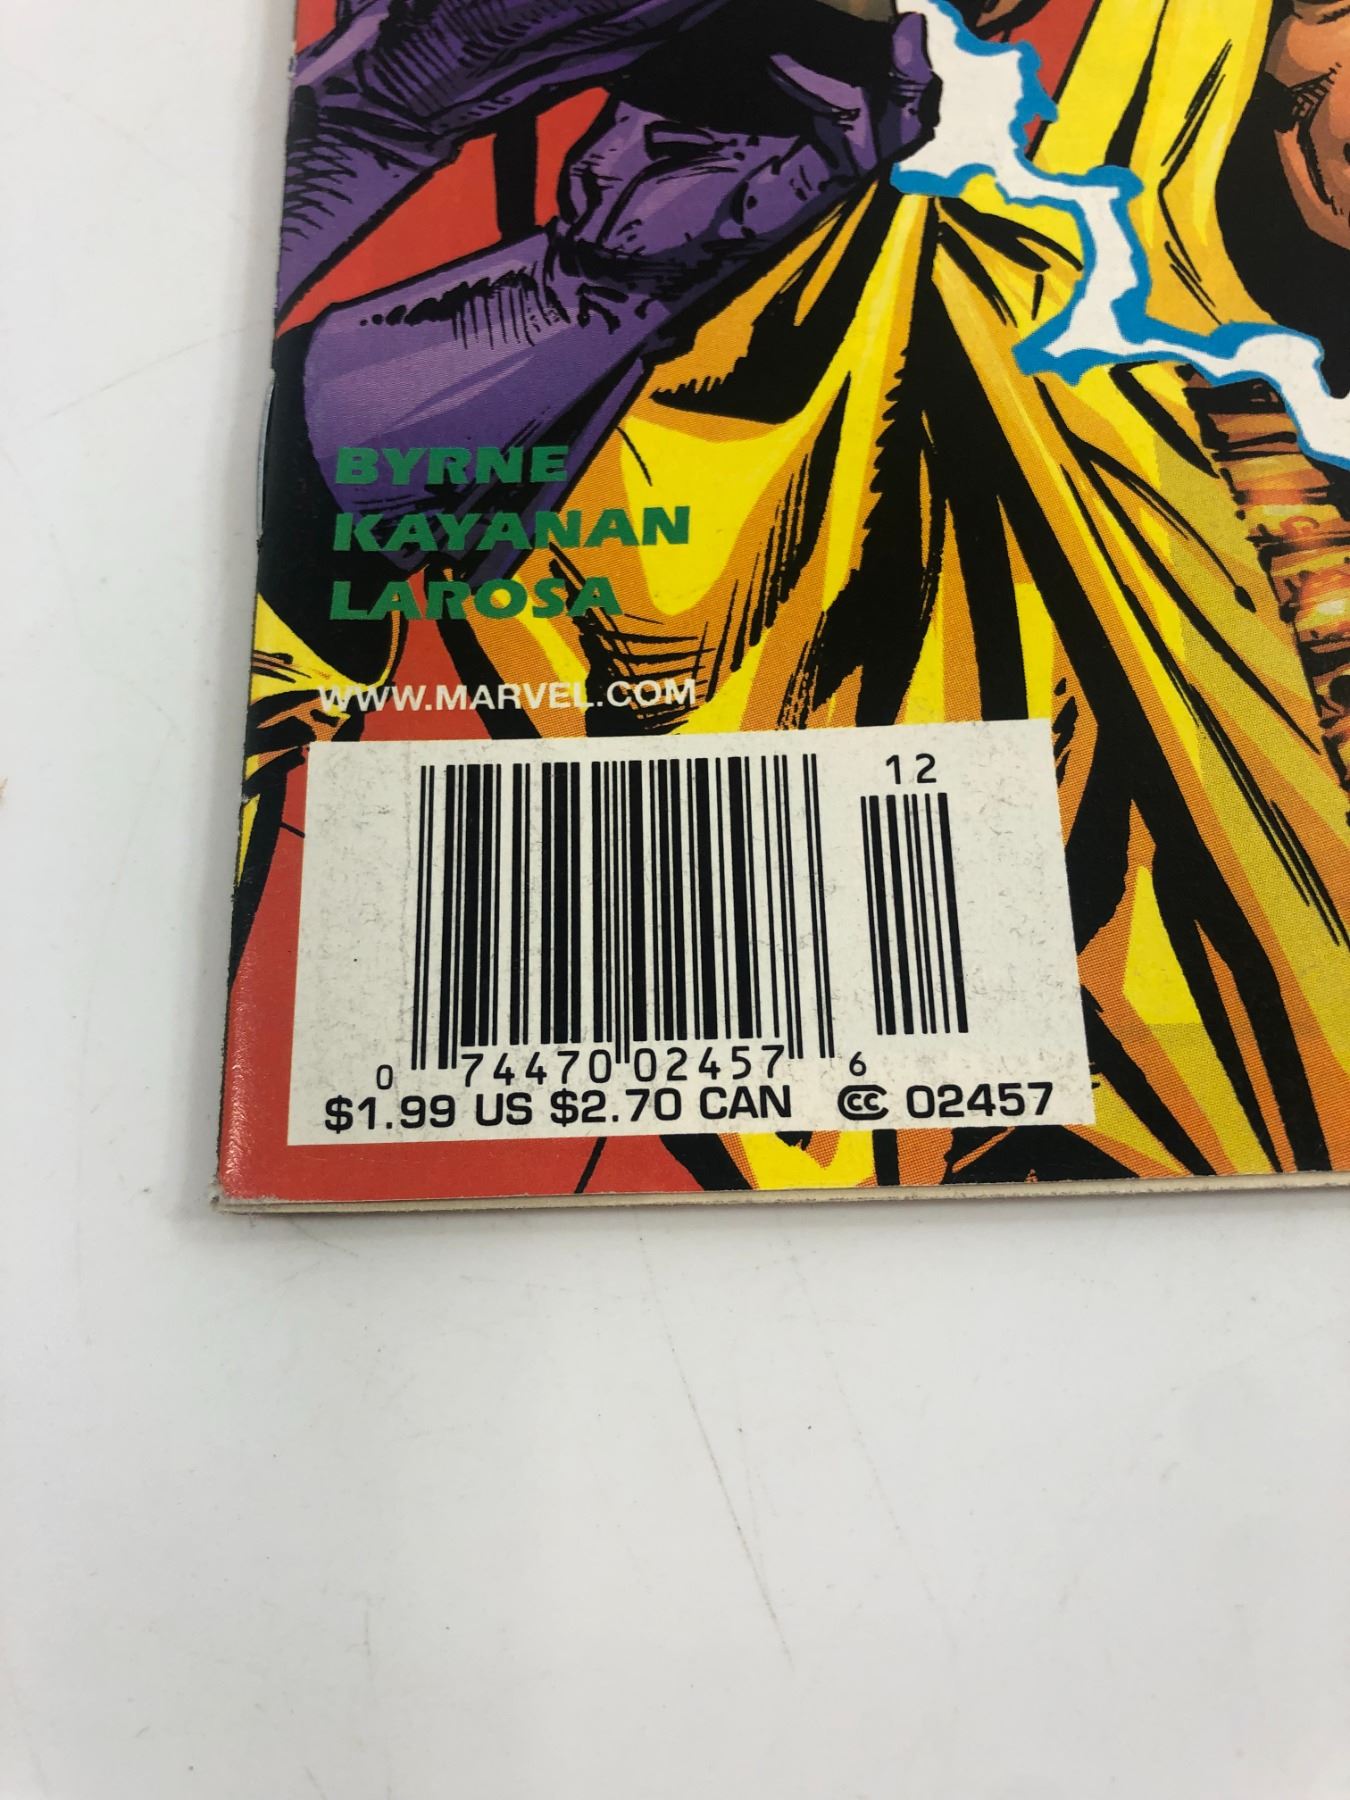 BYRNE
KAYANAN
LAROSA
WWW.MARVEL.COM
12
0 74470 02457 6
$1.99 US $2.70 CAN CC 02457